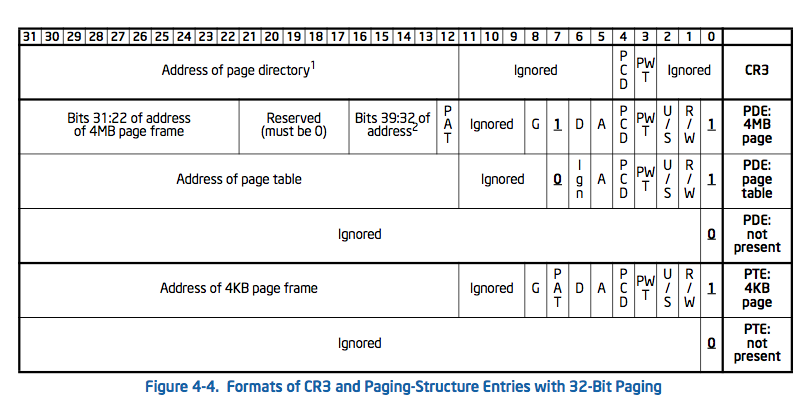 31 30 29 28 27 26 25 24 23 22 21 20 19 18 17 16 15 14 13 12 11 10 9 8 7 6 5 4 3 2 1 0
Address of page directory1 Ignored P C D PW T Ignored CR3
Bits 31:22 of address of 4MB page frame Reserved (must be 0) Bits 39:32 of address2 P A T Ignored G 1 D A P C D PW T U / S R / W 1 PDE: 4MB page
Address of page table Ignored 0 I g n A P C D PW T U / S R / W 1 PDE: page table
Ignored 0 PDE: not present
Address of 4KB page frame Ignored G P A T D A P C D PW T U / S R / W 1 PTE: 4KB page
Ignored 0 PTE: not present
Figure 4-4. Formats of CR3 and Paging-Structure Entries with 32-Bit Paging